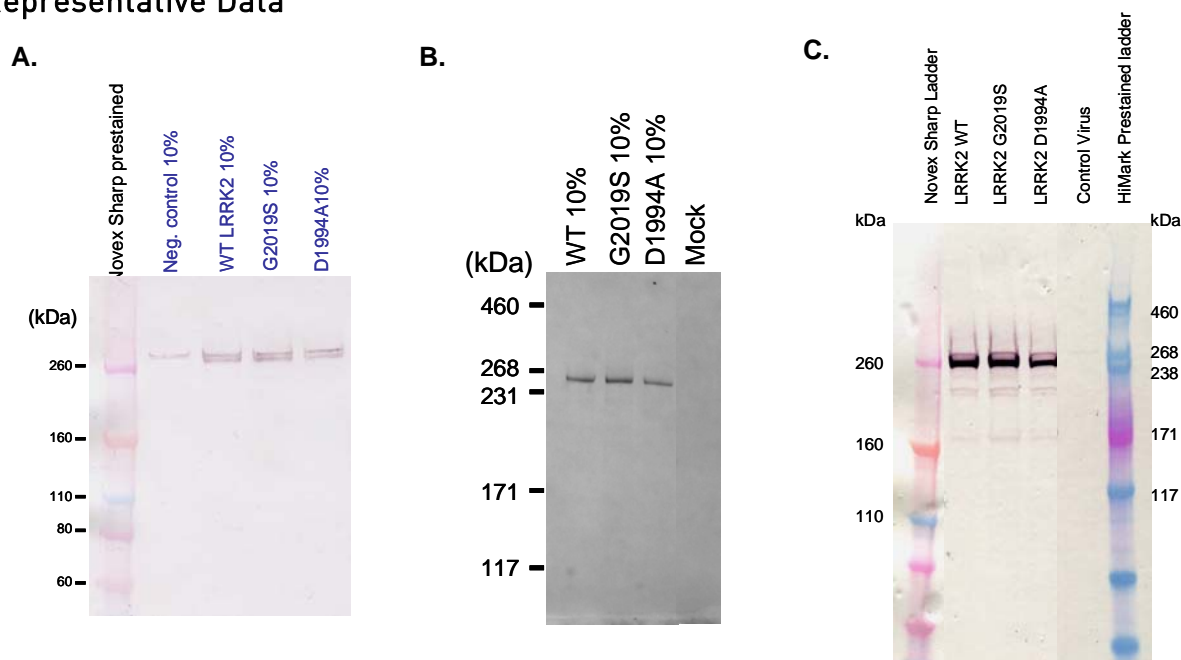 Representative Data
A.
Novex Sharp prestained
Neg. control 10%
WT LRRK2 10%
G2019S 10%
D1994A10%
(kDa)
260
160
110
80
60
B.
WT 10%
G2019S 10%
D1994A 10%
Mock
(kDa)
460
268
231
171
117
C.
Novex Sharp Ladder
LRRK2 WT
LRRK2 G2019S
LRRK2 D1994A
Control Virus
HiMark Prestained ladder
kDa
260
160
110
kDa
460
268
238
171
117